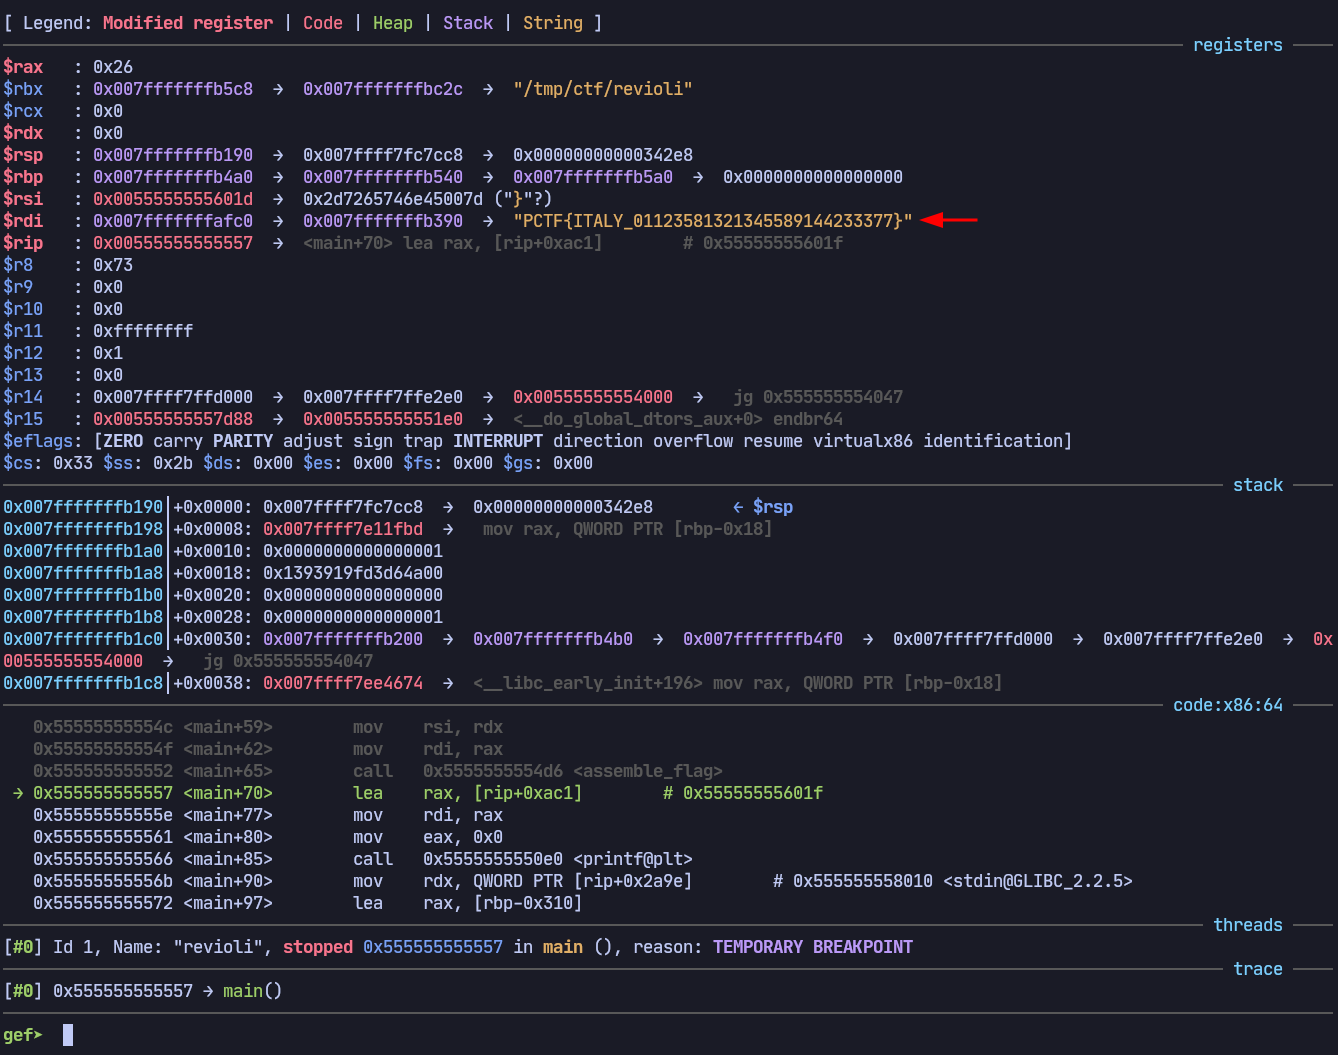 [ Legend: Modified register | Code | Heap | Stack | String ]
registers
$rax   : 0x26
$rbx   : 0x007fffffffb5c8  →  0x007fffffffbc2c  →  "/tmp/ctf/revioli"
$rcx   : 0x0
$rdx   : 0x0
$rsp   : 0x007fffffffb190  →  0x007ffff7fc7cc8  →  0x00000000000342e8
$rbp   : 0x007fffffffb4a0  →  0x007fffffffb540  →  0x007fffffffb5a0  →  0x0000000000000000
$rsi   : 0x0055555555601d  →  0x2d7265746e45007d ("}"?)
$rdi   : 0x007fffffffafc0  →  0x007fffffffb390  →  "PCTF{ITALY_01123581321345589144233377}"
$rip   : 0x00555555555557  →  <main+70> lea rax, [rip+0xac1]        # 0x55555555601f
$r8    : 0x73
$r9    : 0x0
$r10   : 0x0
$r11   : 0xffffffff
$r12   : 0x1
$r13   : 0x0
$r14   : 0x007ffff7ffd000  →  0x007ffff7ffe2e0  →  0x00555555554000  →   jg 0x555555554047
$r15   : 0x00555555557d88  →  0x005555555551e0  →  <__do_global_dtors_aux+0> endbr64
$eflags: [ZERO carry PARITY adjust sign trap INTERRUPT direction overflow resume virtualx86 identification]
$cs: 0x33 $ss: 0x2b $ds: 0x00 $es: 0x00 $fs: 0x00 $gs: 0x00
stack
0x007fffffffb190│+0x0000: 0x007ffff7fc7cc8  →  0x00000000000342e8        ← $rsp
0x007fffffffb198│+0x0008: 0x007ffff7e11fbd  →   mov rax, QWORD PTR [rbp-0x18]
0x007fffffffb1a0│+0x0010: 0x0000000000000001
0x007fffffffb1a8│+0x0018: 0x1393919fd3d64a00
0x007fffffffb1b0│+0x0020: 0x0000000000000000
0x007fffffffb1b8│+0x0028: 0x0000000000000001
0x007fffffffb1c0│+0x0030: 0x007fffffffb200  →  0x007fffffffb4b0  →  0x007fffffffb4f0  →  0x007ffff7ffd000  →  0x007ffff7ffe2e0  →  0x
00555555554000  →   jg 0x555555554047
0x007fffffffb1c8│+0x0038: 0x007ffff7ee4674  →  <__libc_early_init+196> mov rax, QWORD PTR [rbp-0x18]
code:x86:64
0x55555555554c <main+59>        mov    rsi, rdx
0x55555555554f <main+62>        mov    rdi, rax
0x555555555552 <main+65>        call   0x5555555554d6 <assemble_flag>
→ 0x555555555557 <main+70>        lea    rax, [rip+0xac1]        # 0x55555555601f
0x55555555555e <main+77>        mov    rdi, rax
0x555555555561 <main+80>        mov    eax, 0x0
0x555555555566 <main+85>        call   0x5555555550e0 <printf@plt>
0x55555555556b <main+90>        mov    rdx, QWORD PTR [rip+0x2a9e]        # 0x555555558010 <stdin@GLIBC_2.2.5>
0x555555555572 <main+97>        lea    rax, [rbp-0x310]
threads
[#0] Id 1, Name: "revioli", stopped 0x555555555557 in main (), reason: TEMPORARY BREAKPOINT
trace
[#0] 0x555555555557 → main()
gef➤